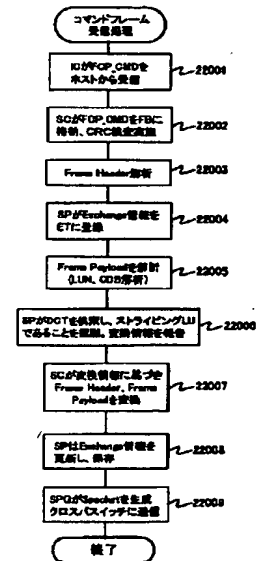 コマンドフレーム
受信処理
ICがFCP_CMDを
ホストから受信
22001
SCがFCP_CMDをFBに
格納、CRC検査実施
22002
Frame Header解析
22003
SPがExchange情報を
ETに登録
22004
Frame Payloadを解析
(LUN、CDB解析)
22005
SPがDCTを検索し、ストライピングLU
であることを認識。変換情報を報告
22006
SCが変換情報に基づき
Frame Header、Frame
Payloadを変換
22007
SPはExchange情報を
更新し、保存
22008
SPGがSpacketを生成
クロスバスイッチに送信
22009
終了